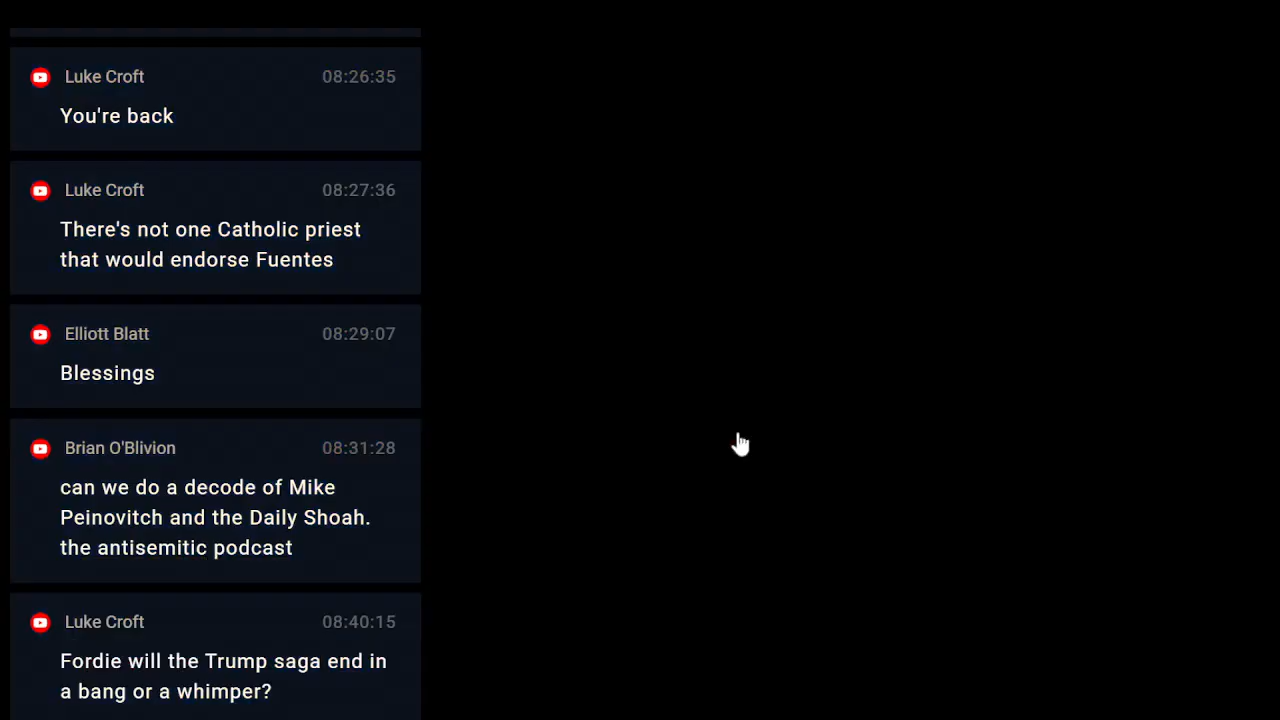 Luke Croft 08:26:35
You're back
Luke Croft 08:27:36
There's not one Catholic priest
that would endorse Fuentes
Elliott Blatt 08:29:07
Blessings
Brian O'Blivion 08:31:28
can we do a decode of Mike
Peinovitch and the Daily Shoah.
the antisemitic podcast
Luke Croft 08:40:15
Fordie will the Trump saga end in
a bang or a whimper?